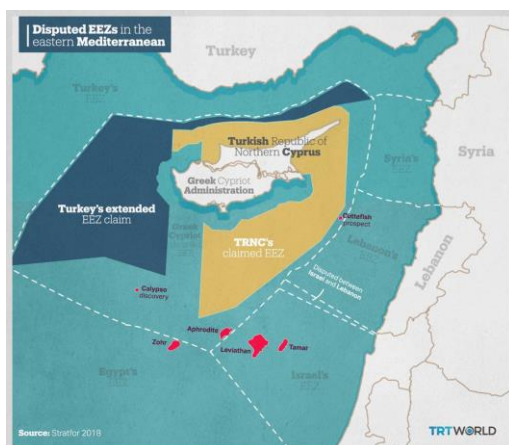 Disputed EEZs in the
eastern Mediterranean
Turkey
Turkey's
EEZ
Turkish Republic of
Northern Cyprus
Greek Cypriot
Administration
Syria's
EEZ
Syria
Turkey's extended
EEZ claim
Greek
Cypriot
TRNC's
claimed EEZ
Cuttlefish
prospect
Lebanon's
EEZ
Lebanon
Disputed between
Israel and Lebanon
Calypso
discovery
Aphrodite
Zohr
Leviathan
Tamar
Egypt's
EEZ
Israel's
EEZ
Source: Stratfor 2018
TRTWORLD